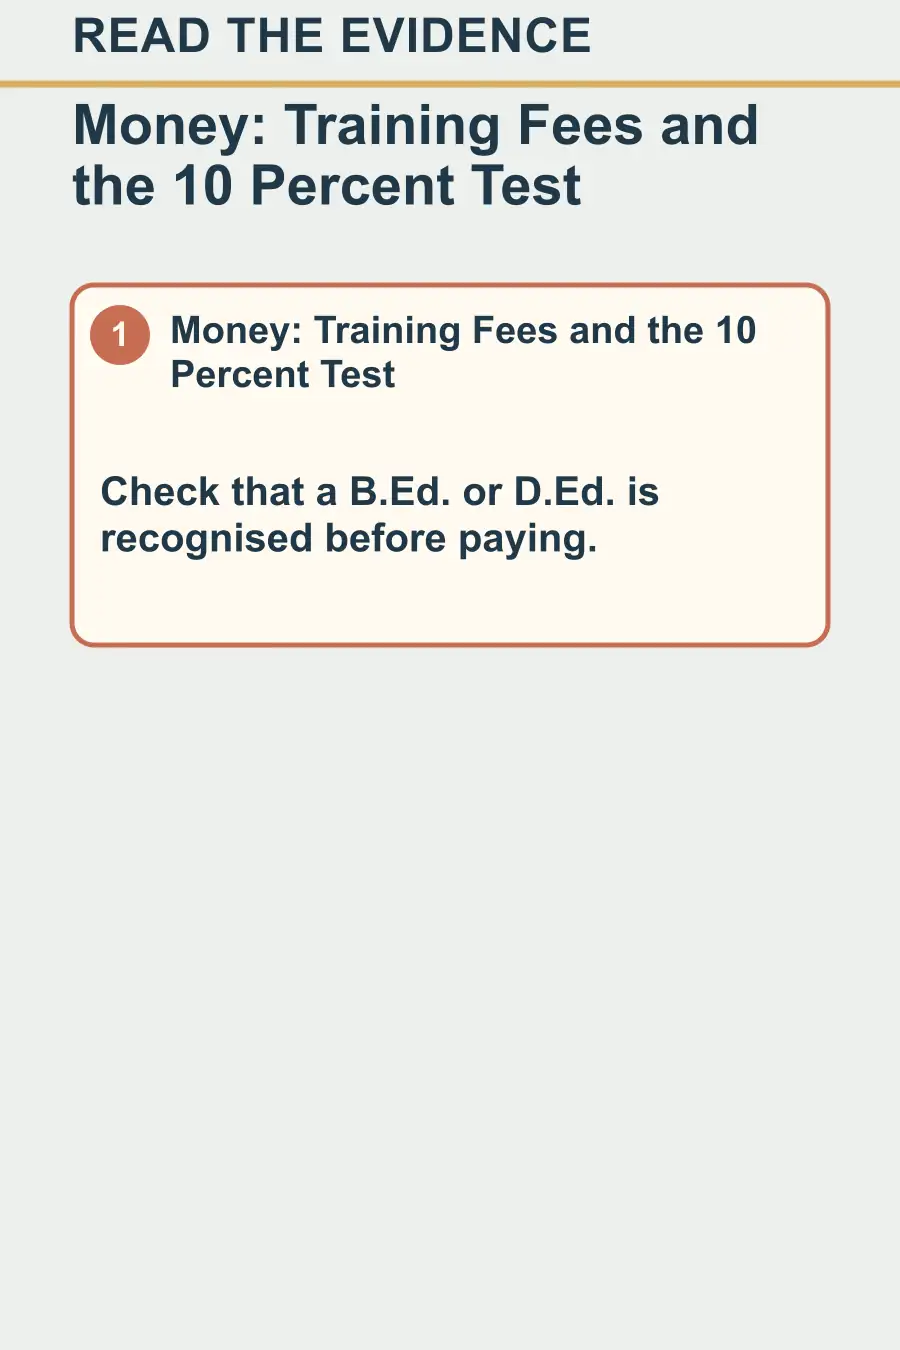 READ THE EVIDENCE
Money: Training Fees and
the 10 Percent Test
1
Money: Training Fees and the 10
Percent Test
Check that a B.Ed. or D.Ed. is
recognised before paying.